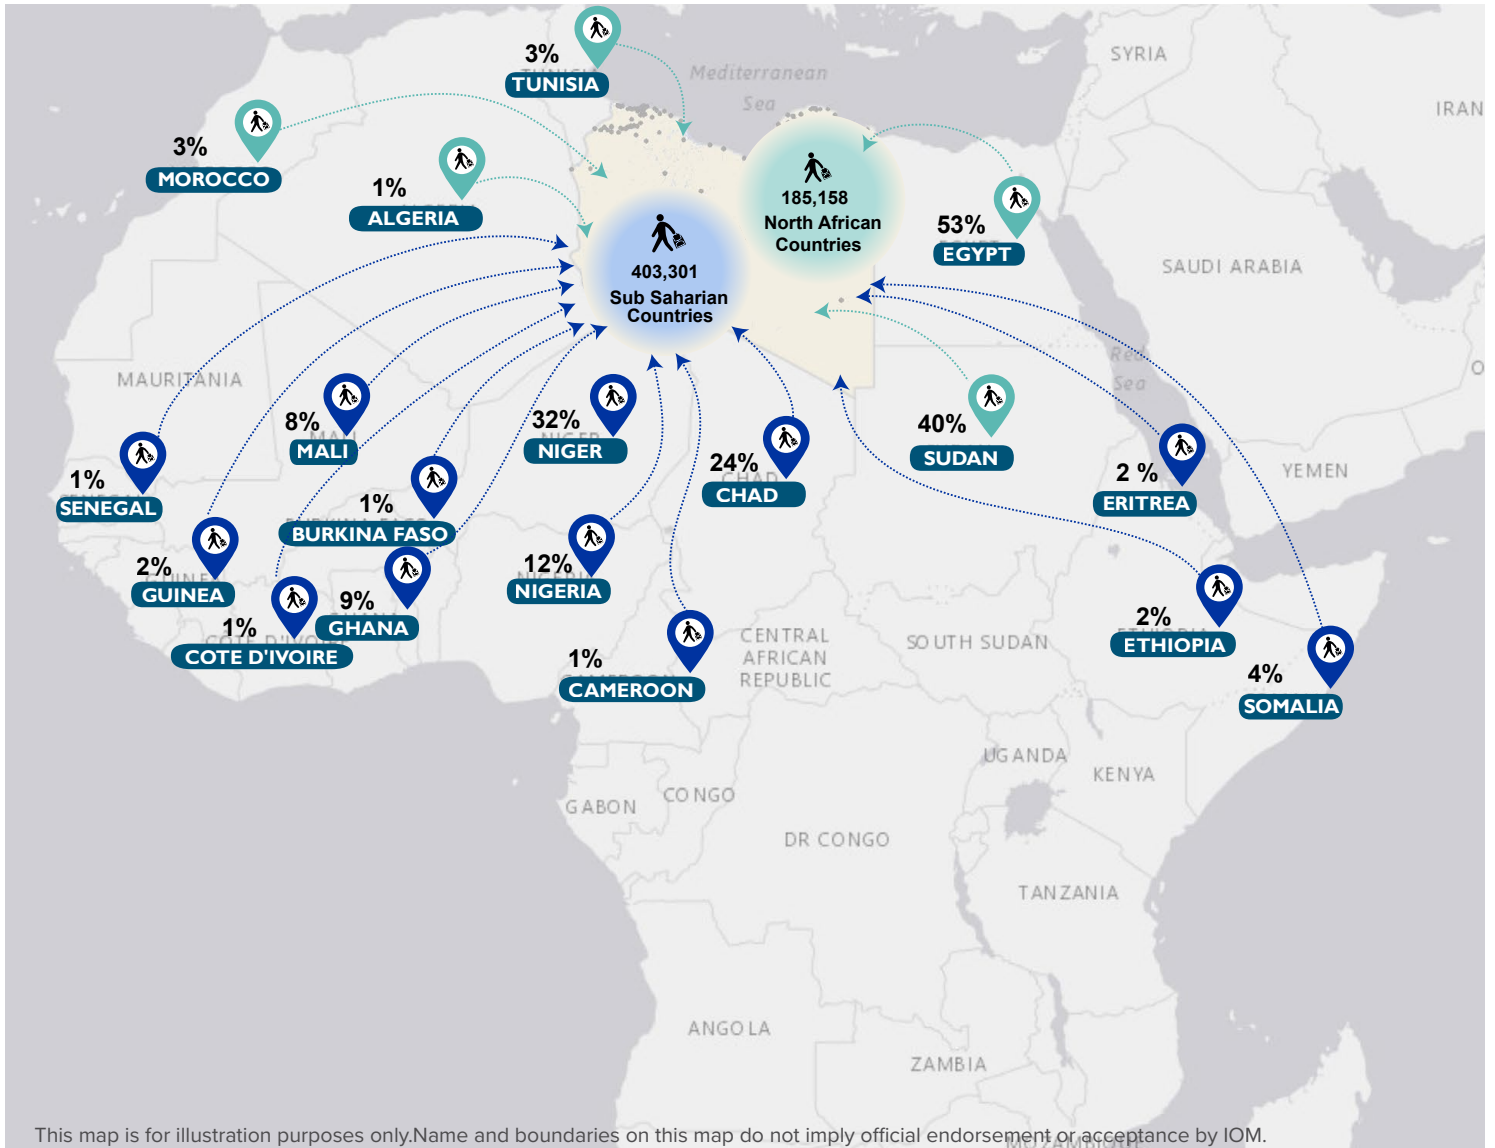 3%
TUNISIA
Mediterranean
Sea
SYRIA
IRAN
3%
MOROCCO
1%
ALGERIA
185,158
North African
Countries
53%
EGYPT
403,301
Sub Saharian
Countries
SAUDI ARABIA
MAURITANIA
Red
Sea
8%
MALI
32%
NIGER
24%
CHAD
40%
SUDAN
2 %
ERITREA
YEMEN
1%
SENEGAL
1%
BURKINA FASO
2%
GUINEA
12%
NIGERIA
9%
GHANA
1%
COTE D'IVOIRE
1%
CAMEROON
CENTRAL
AFRICAN
REPUBLIC
SOUTH SUDAN
2%
ETHIOPIA
4%
SOMALIA
UGANDA
KENYA
GABON
CONGO
DR CONGO
TANZANIA
ANGOLA
ZAMBIA
This map is for illustration purposes only.Name and boundaries on this map do not imply official endorsement or acceptance by IOM.